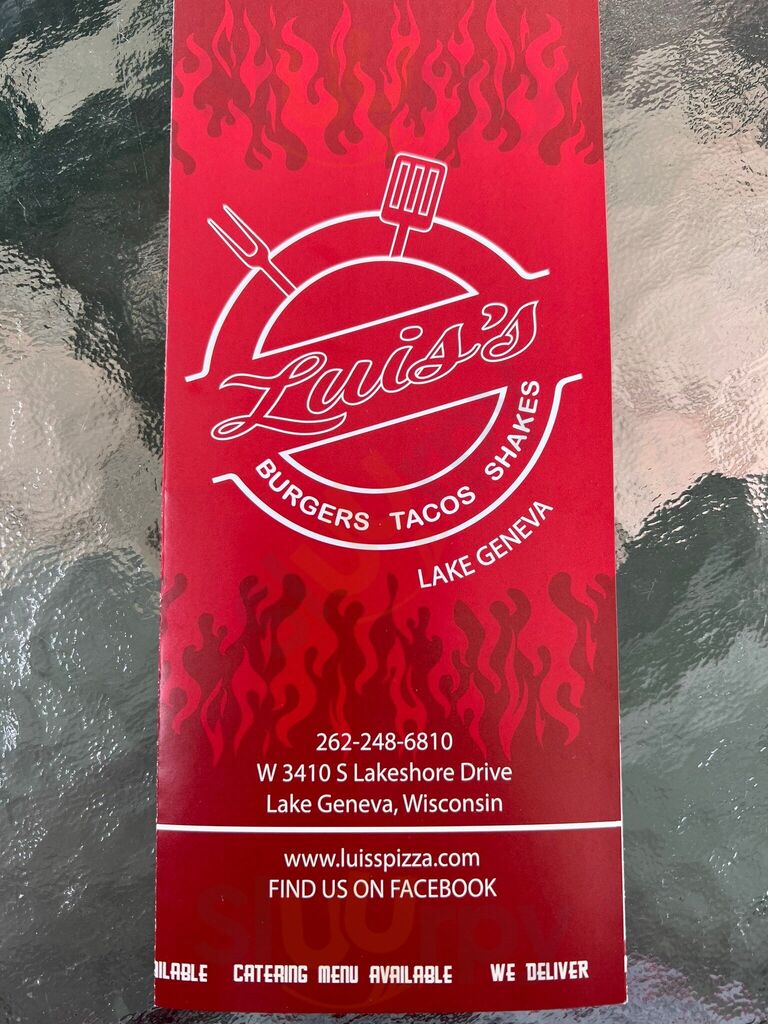 Luis's
BURGERS TACOS SHAKES
LAKE GENEVA
262-248-6810
W 3410 S Lakeshore Drive
Lake Geneva, Wisconsin
www.luisspizza.com
FIND US ON FACEBOOK
AILABLE CATERING MENU AVAILABLE WE DELIVER